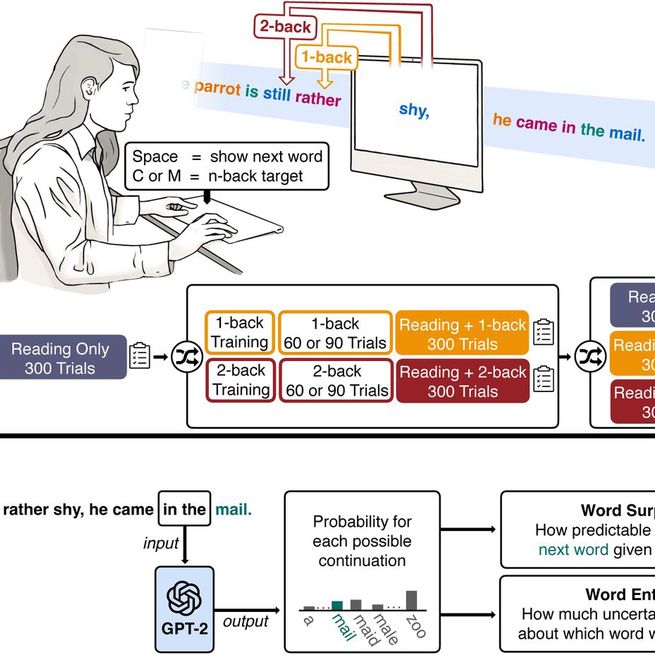 2-back
1-back
e parrot is still rather
shy,
he came in the mail.
Space = show next word
C or M = n-back target
Reading Only
300 Trials
1-back
Training
1-back
60 or 90 Trials
Reading + 1-back
300 Trials
2-back
Training
2-back
60 or 90 Trials
Reading + 2-back
300 Trials
Rea
30
Readi
30
Readi
30
rather shy, he came in the mail.
input
GPT-2
output
Probability for
each possible
continuation
a
mail
maid
male
zoo
Word Surp
How predictable
next word given
Word Ent
How much uncerta
about which word w